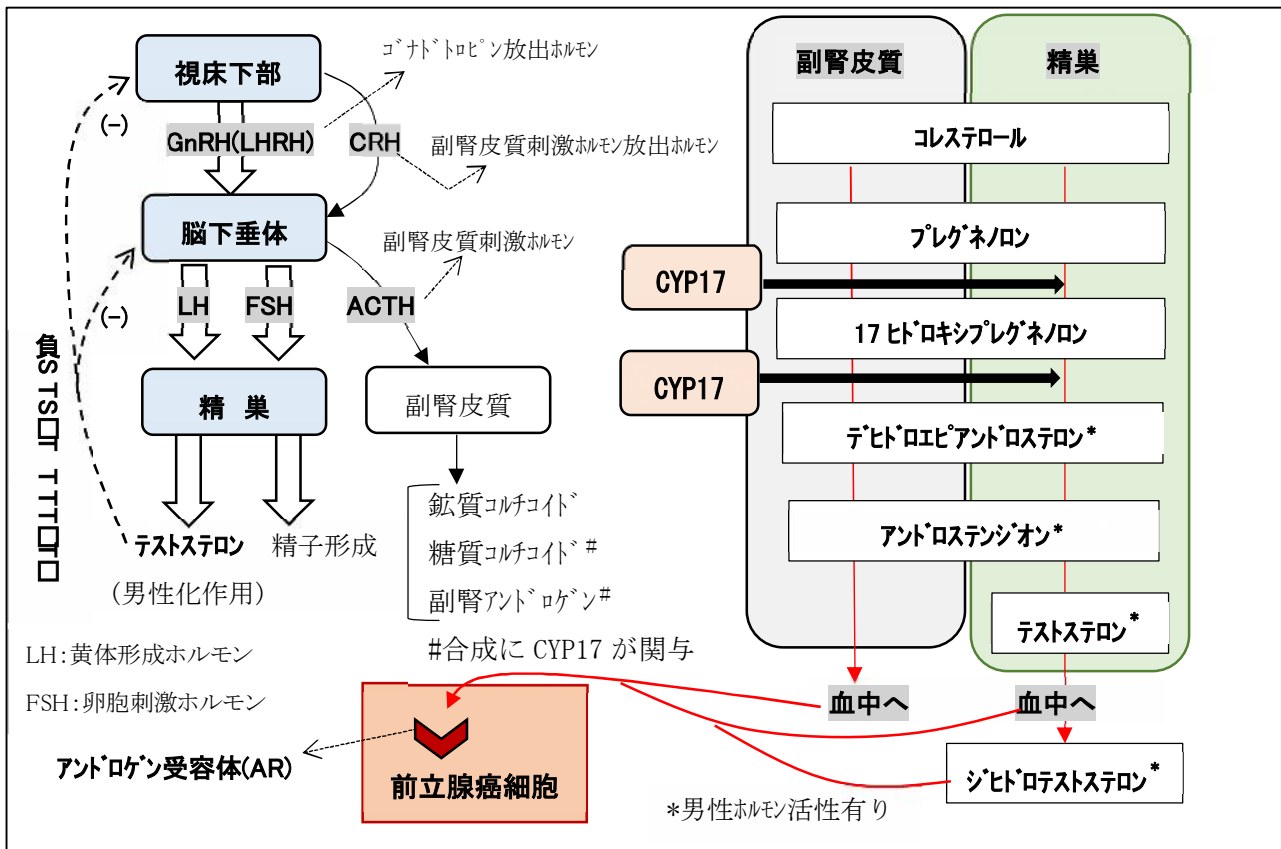 視床下部
ｺﾞﾅﾄﾞﾄﾛﾋﾟﾝ放出ﾎﾙﾓﾝ
(-)
GnRH(LHRH)
CRH
副腎皮質刺激ﾎﾙﾓﾝ放出ﾎﾙﾓﾝ
脳下垂体
副腎皮質刺激ﾎﾙﾓﾝ
(-)
LH
FSH
ACTH
負S TS□T TTT□T□
精 巣
副腎皮質
テストステロン
(男性化作用)
精子形成
鉱質ｺﾙﾁｺｲﾄﾞ
糖質ｺﾙﾁｺｲﾄﾞ#
副腎ｱﾝﾄﾞﾛｹﾞﾝ#
#合成に CYP17 が関与
LH:黄体形成ホルモン
FSH:卵胞刺激ホルモン
アンドロゲン受容体(AR)
前立腺癌細胞
副腎皮質
精巣
コレステロール
プレグネノロン
CYP17
17 ヒドロキシプレグネノロン
CYP17
デヒドロエピアンドロステロン*
アンドロステンジオン*
テストステロン*
血中へ
血中へ
ジヒドロテストステロン*
*男性ﾎﾙﾓﾝ活性有り